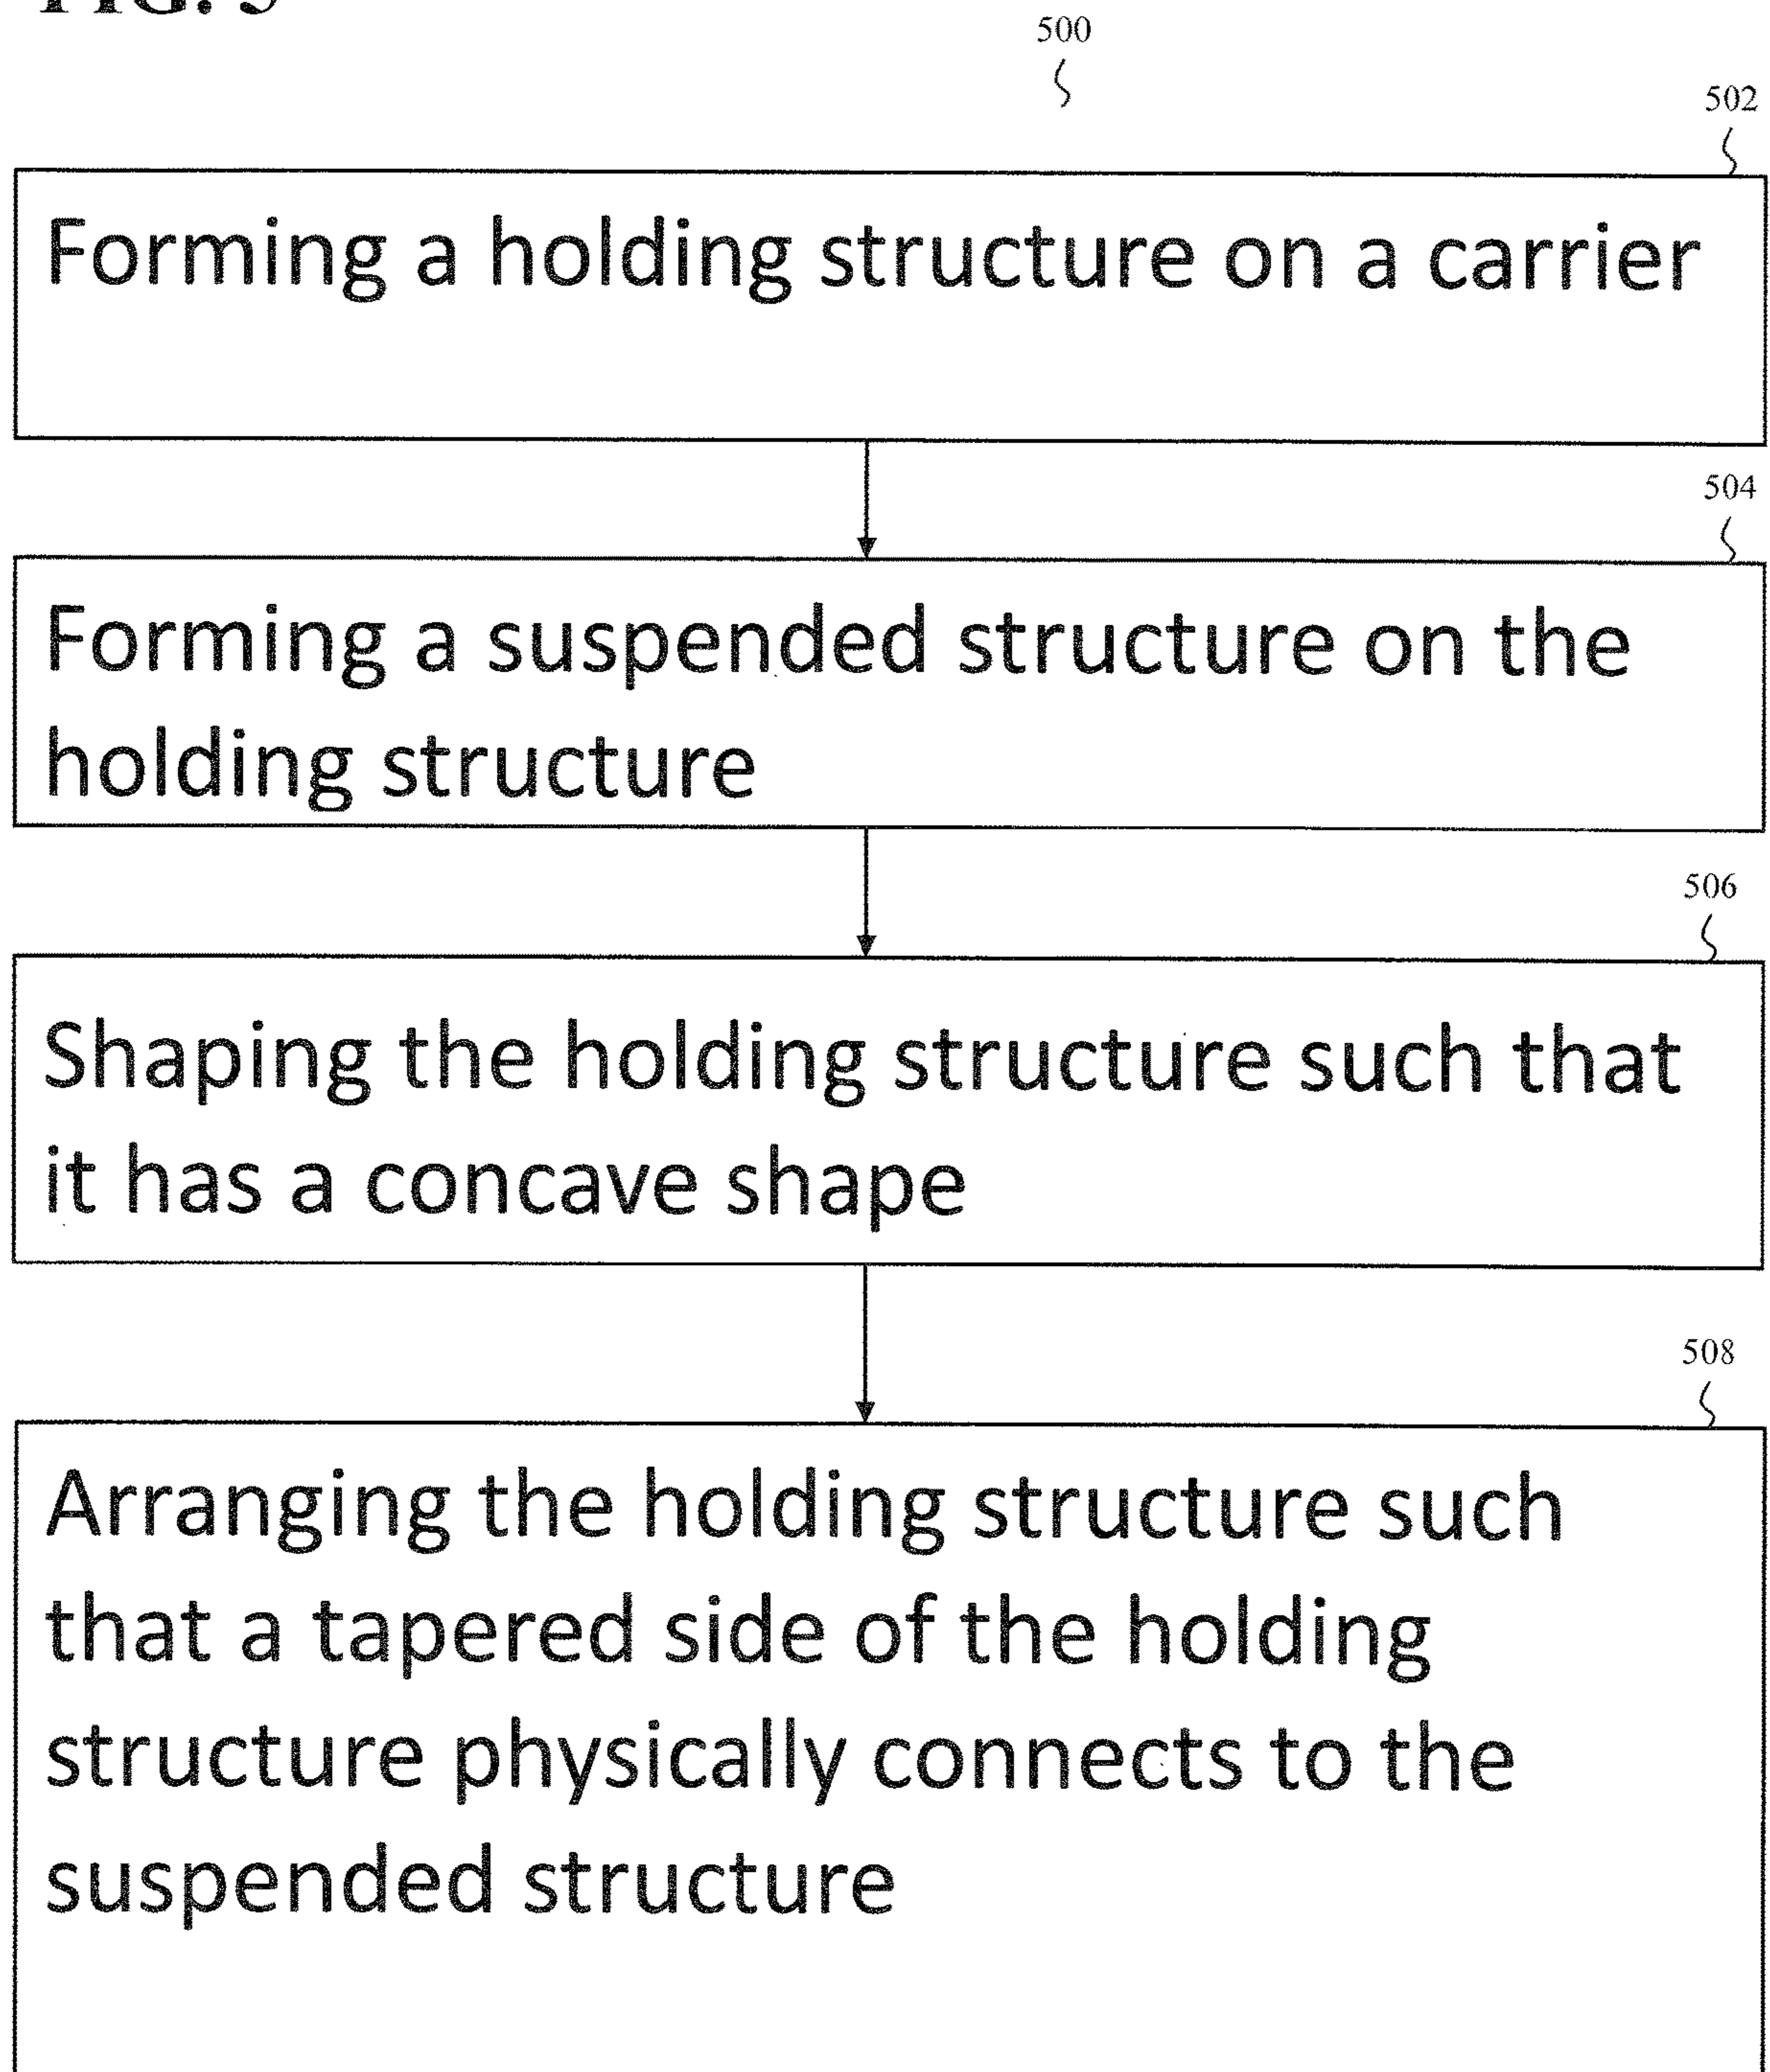 FIG. 5
500
502
Forming a holding structure on a carrier
504
Forming a suspended structure on the
holding structure
506
Shaping the holding structure such that
it has a concave shape
508
Arranging the holding structure such
that a tapered side of the holding
structure physically connects to the
suspended structure